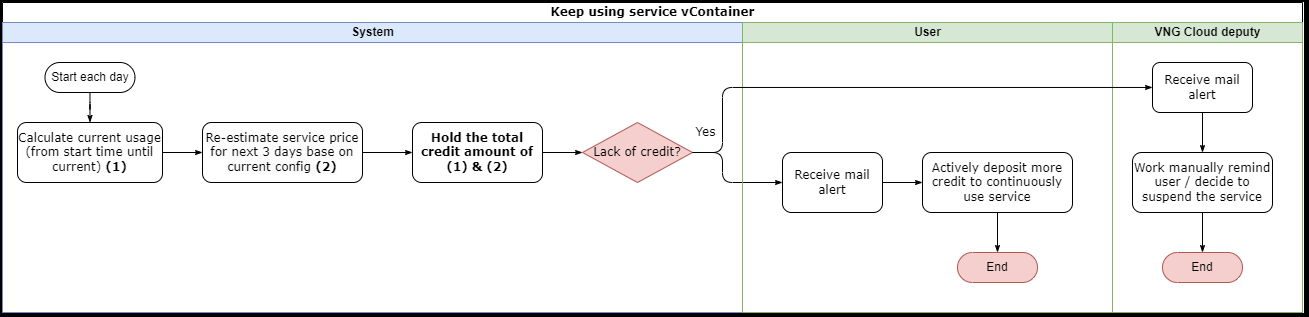 Keep using service vContainer
System
User
VNG Cloud deputy
Start each day
Calculate current usage
(from start time until
current) (1)
Re-estimate service price
for next 3 days base on
current config (2)
Hold the total
credit amount of
(1) & (2)
Lack of credit?
Yes
Receive mail
alert
Actively deposit more
credit to continuously
use service
End
Receive mail
alert
Work manually remind
user / decide to
suspend the service
End